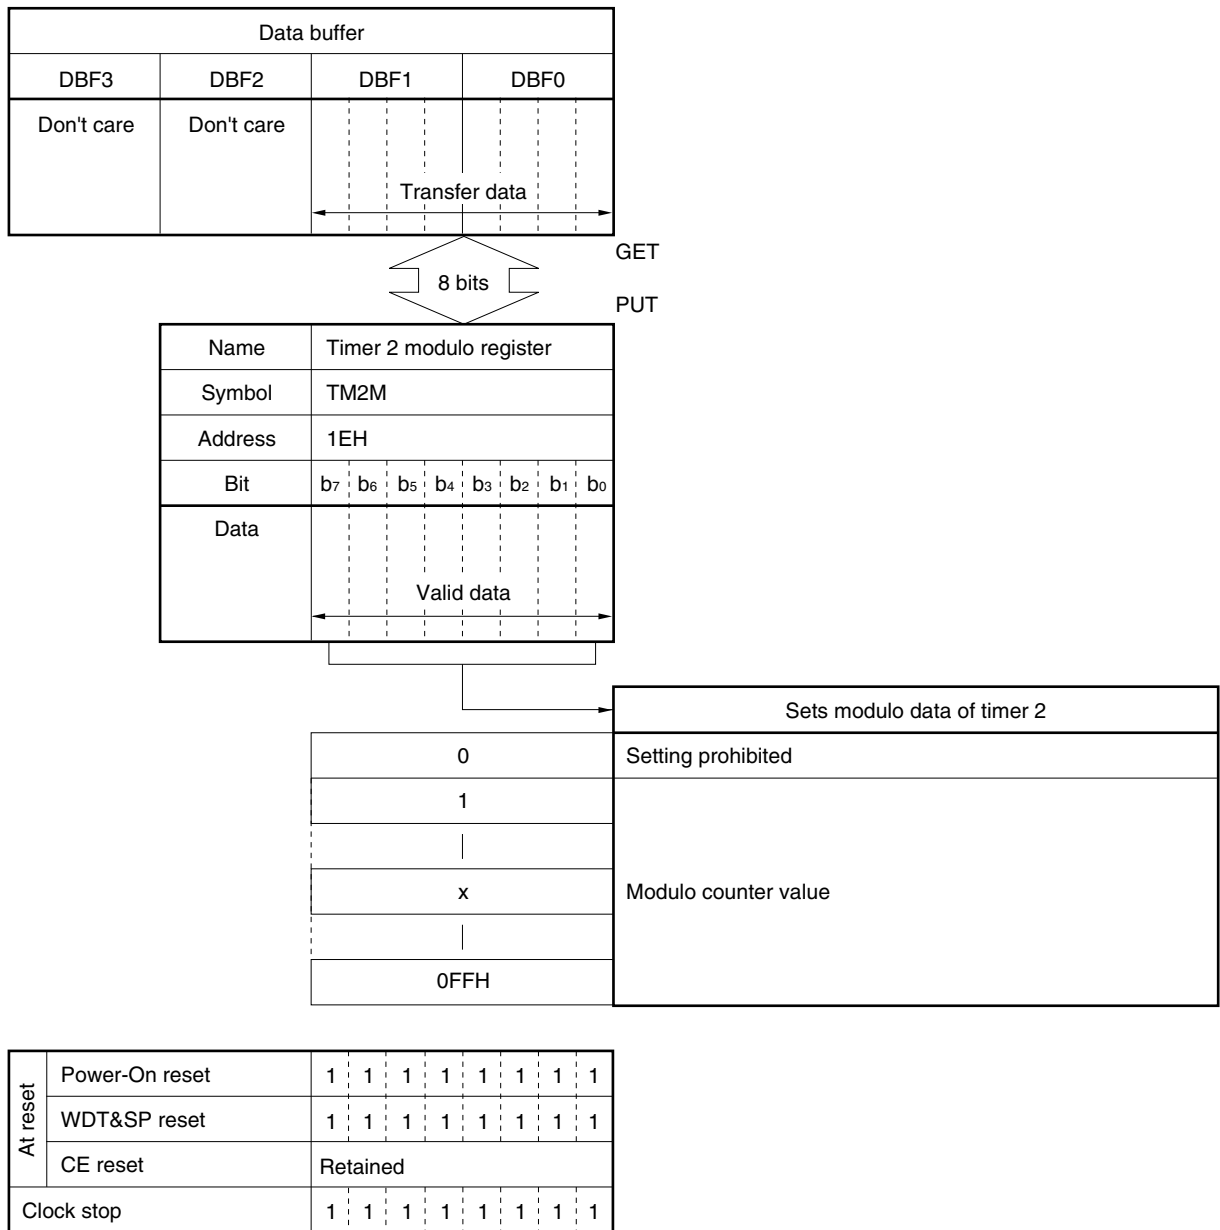 Data buffer
DBF3 DBF2 DBF1 DBF0
Don't care Don't care
Transfer data
GET
8 bits
PUT
Name Timer 2 modulo register
Symbol TM2M
Address 1EH
Bit b7 b6 b5 b4 b3 b2 b1 b0
Data
Valid data
Sets modulo data of timer 2
0 Setting prohibited
1
x Modulo counter value
0FFH
At reset
Power-On reset 1 1 1 1 1 1 1 1
WDT&SP reset 1 1 1 1 1 1 1 1
CE reset Retained
Clock stop 1 1 1 1 1 1 1 1